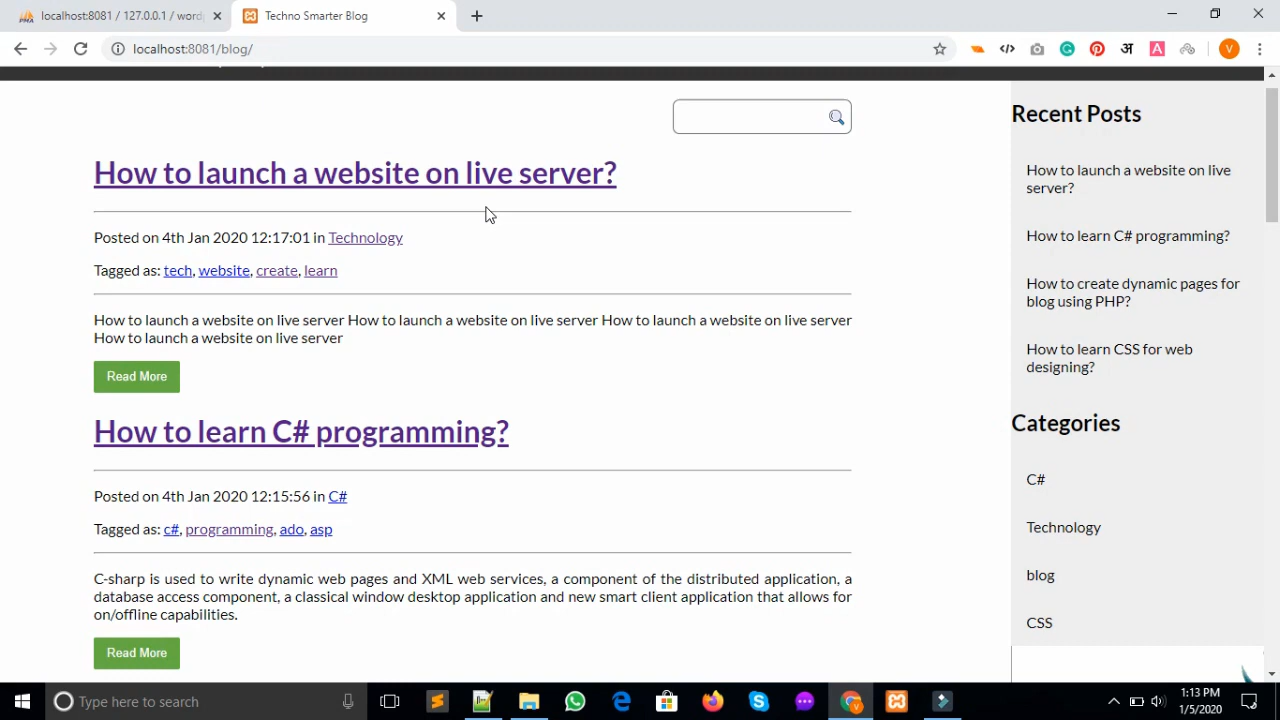 localhost:8081 / 127.0.0.1 / word
Techno Smarter Blog
localhost:8081/blog/
अ
A
V
How to launch a website on live server?
Posted on 4th Jan 2020 12:17:01 in Technology
Tagged as: tech, website, create, learn
How to launch a website on live server How to launch a website on live server How to launch a website on live server
How to launch a website on live server
Read More
How to learn C# programming?
Posted on 4th Jan 2020 12:15:56 in C#
Tagged as: c#, programming, ado, asp
C-sharp is used to write dynamic web pages and XML web services, a component of the distributed application, a
database access component, a classical window desktop application and new smart client application that allows for
on/offline capabilities.
Read More
Recent Posts
How to launch a website on live
server?
How to learn C# programming?
How to create dynamic pages for
blog using PHP?
How to learn CSS for web
designing?
Categories
C#
Technology
blog
CSS
Type here to search
1:13 PM
1/5/2020